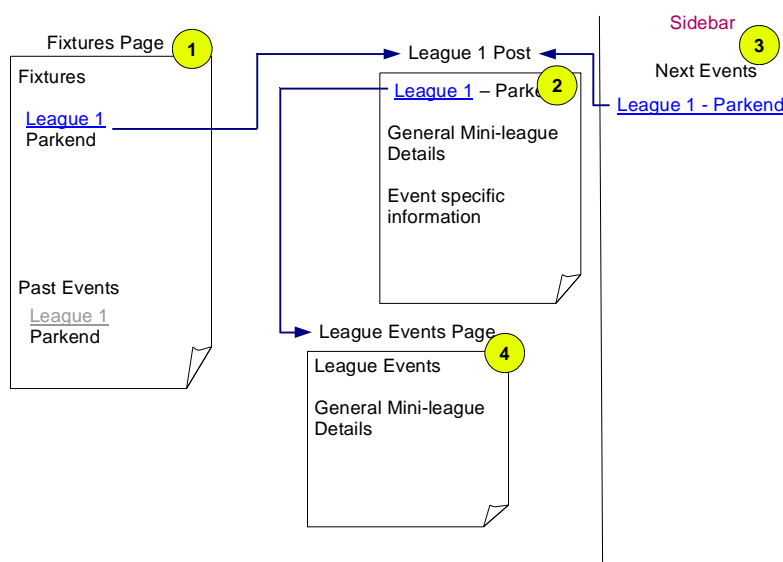 Fixtures Page
1
Fixtures
League 1
Parkend
Past Events
League 1
Parkend
League 1 Post
2
League 1 –
General Mini-league
Details
Event specific
information
League Events Page
4
League Events
General Mini-league
Details
Sidebar
3
Next Events
League 1 - Parkend